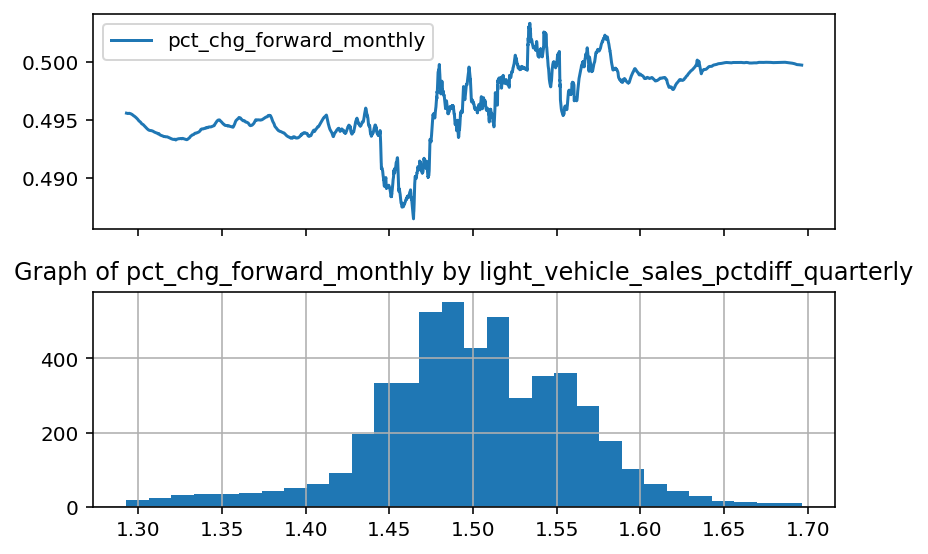 pct_chg_forward_monthly
0.500
0.495
0.490
Graph of pct_chg_forward_monthly by light_vehicle_sales_pctdiff_quarterly
400
200
0
1.30 1.35 1.40 1.45 1.50 1.55 1.60 1.65 1.70